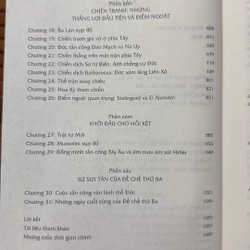 Phần bốn
CHIẾN TRANH: NHỮNG
THẮNG LỢI ĐẦU TIÊN VÀ ĐIỂM NGOẶT
Chương 18: Ba Lan sụp đổ
Chương 19: Chiến tranh giả vờ ở phía Tây
Chương 20: Đức tấn công Đan Mạch và Na Uy
Chương 21: Chiến thắng trên mặt trận phía Tây
Chương 22: Chiến dịch Sư tử Biển: Anh chống cự Đức
Chương 23: Chiến dịch Barbarossa: Đức xâm lăng Liên Xô
Chương 24: Thế trận xoay chiều
Chương 25: Hoa Kỳ tham chiến
Chương 26: Điểm ngoặt quan trọng: Stalingrad và El Alamein
Phần năm
KHỞI ĐẦU CHO HỒI KẾT
Chương 27: Trật tự Mới
Chương 28: Mussolini sụp đổ
Chương 29: Đồng minh tấn công Tây Âu và âm mưu ám sát Hitler
Phần sáu
SỰ SUY TÀN CỦA ĐẾ CHẾ THỨ BA
Chương 30: Cuộc tấn công vào lãnh thổ Đức
Chương 31: Những ngày cuối cùng của Đế chế Thứ Ba
Lời kết
Tài liệu tham khảo
Những mốc thời gian chính